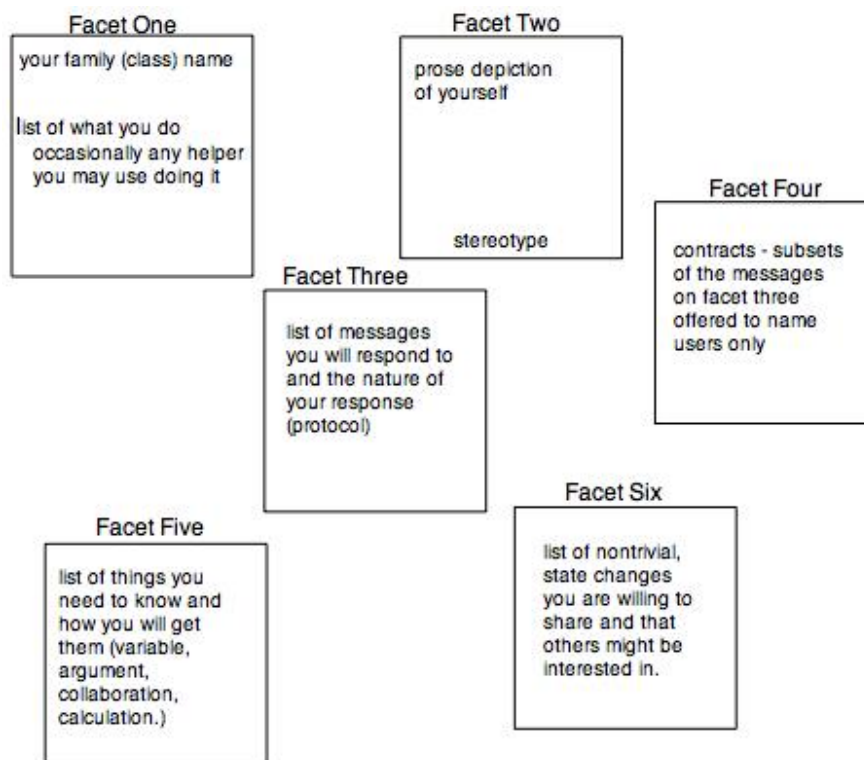 Facet One
your family (class) name
list of what you do
occasionally any helper
you may use doing it
Facet Two
prose depiction
of yourself
stereotype
Facet Three
list of messages
you will respond to
and the nature of
your response
(protocol)
Facet Four
contracts - subsets
of the messages
on facet three
offered to name
users only
Facet Five
list of things you
need to know and
how you will get
them (variable,
argument,
collaboration,
calculation.)
Facet Six
list of nontrivial,
state changes
you are willing to
share and that
others might be
interested in.